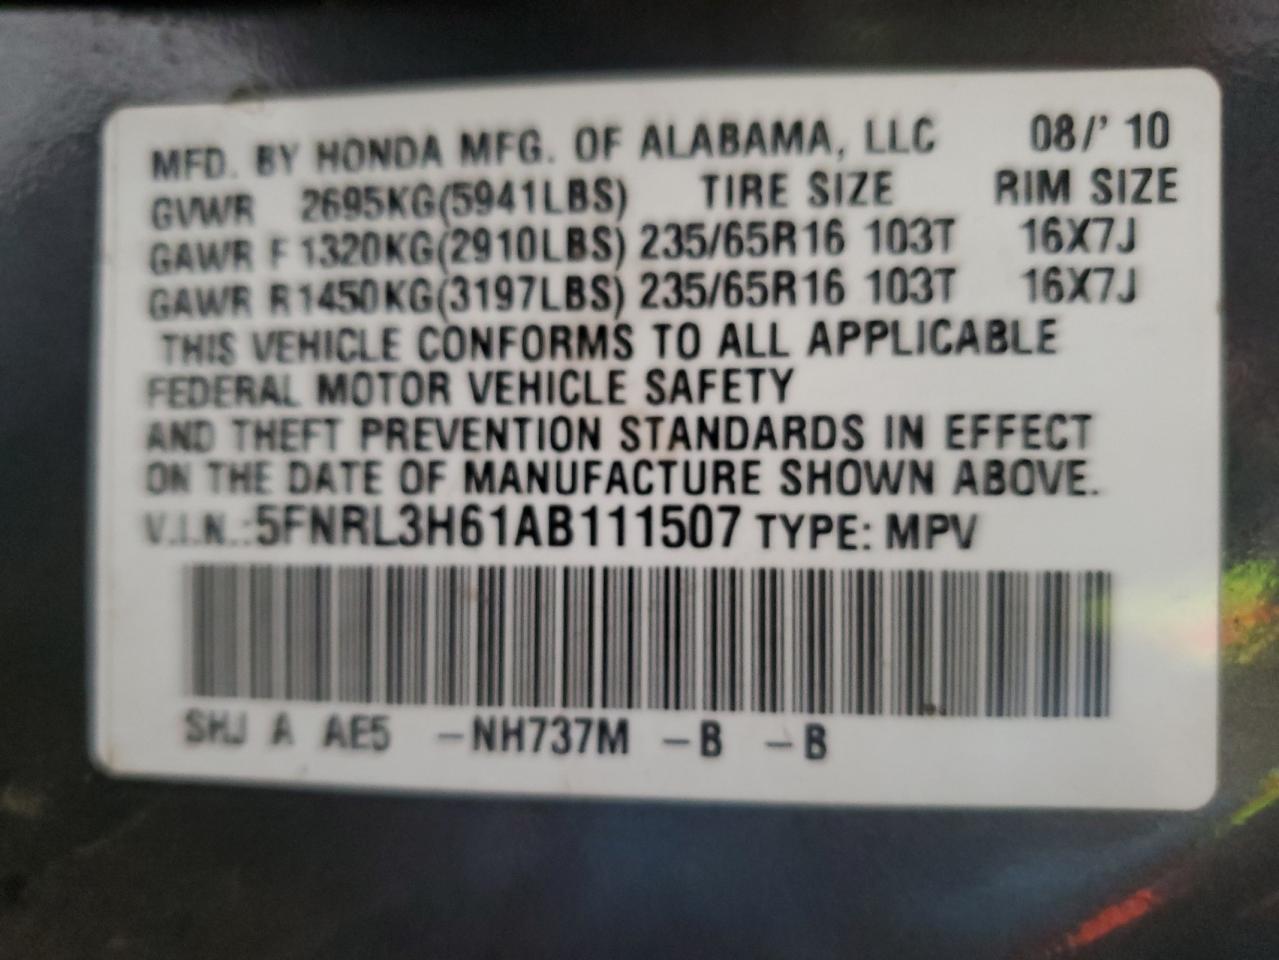 MFD. BY HONDA MFG. OF ALABAMA, LLC 08/' 10
GVWR 2695KG(5941LBS) TIRE SIZE RIM SIZE
GAWR F 1320KG(2910LBS) 235/65R16 103T 16X7J
GAWR R1450KG(3197LBS) 235/65R16 103T 16X7J
THIS VEHICLE CONFORMS TO ALL APPLICABLE
FEDERAL MOTOR VEHICLE SAFETY
AND THEFT PREVENTION STANDARDS IN EFFECT
ON THE DATE OF MANUFACTURE SHOWN ABOVE.
V.I.N.:5FNRL3H61AB111507 TYPE: MPV
SHJ A AE5 -NH737M -B -B